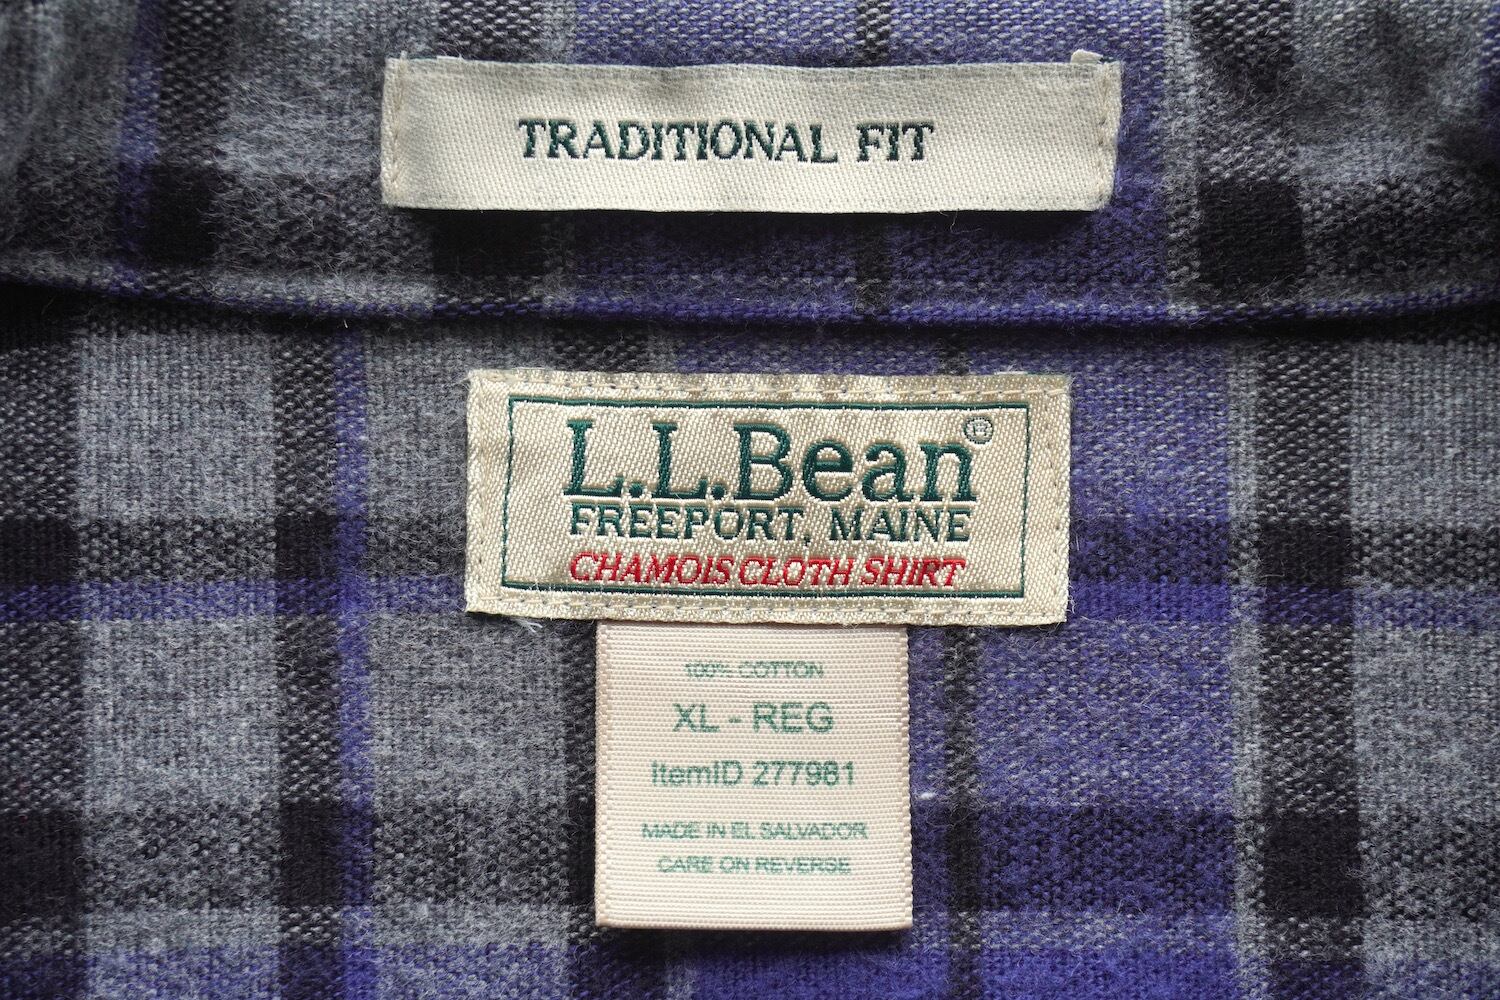 TRADITIONAL FIT
L.L.Bean®
FREEPORT, MAINE
CHAMOIS CLOTH SHIRT
100% COTTON
XL - REG
ItemID 277981
MADE IN EL SALVADOR
CARE ON REVERSE